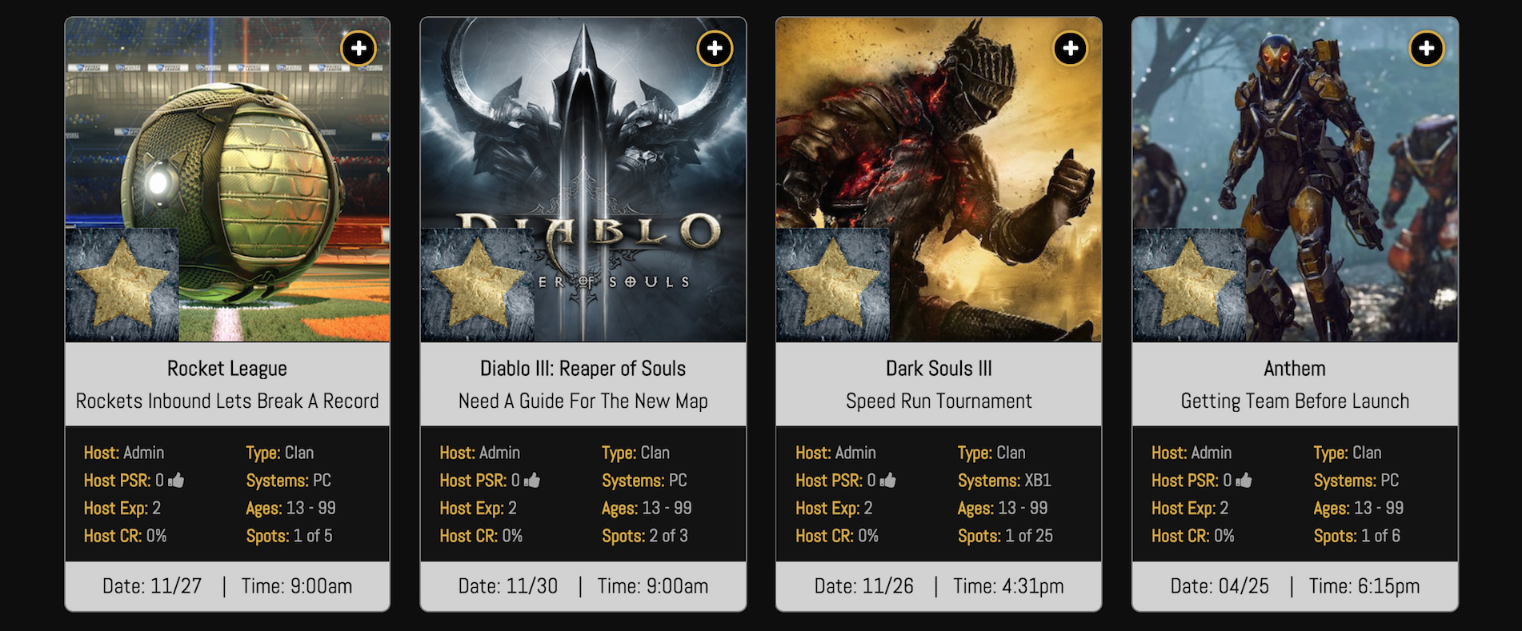 DIABLO
ER OF SOULS
Rocket League
Rockets Inbound Lets Break A Record
Host: Admin Type: Clan
Host PSR: 0 Systems: PC
Host Exp: 2 Ages: 13 - 99
Host CR: 0% Spots: 1 of 5
Date: 11/27 | Time: 9:00am
Diablo III: Reaper of Souls
Need A Guide For The New Map
Host: Admin Type: Clan
Host PSR: 0 Systems: PC
Host Exp: 2 Ages: 13 - 99
Host CR: 0% Spots: 2 of 3
Date: 11/30 | Time: 9:00am
Dark Souls III
Speed Run Tournament
Host: Admin Type: Clan
Host PSR: 0 Systems: XB1
Host Exp: 2 Ages: 13 - 99
Host CR: 0% Spots: 1 of 25
Date: 11/26 | Time: 4:31pm
Anthem
Getting Team Before Launch
Host: Admin Type: Clan
Host PSR: 0 Systems: PC
Host Exp: 2 Ages: 13 - 99
Host CR: 0% Spots: 1 of 6
Date: 04/25 | Time: 6:15pm